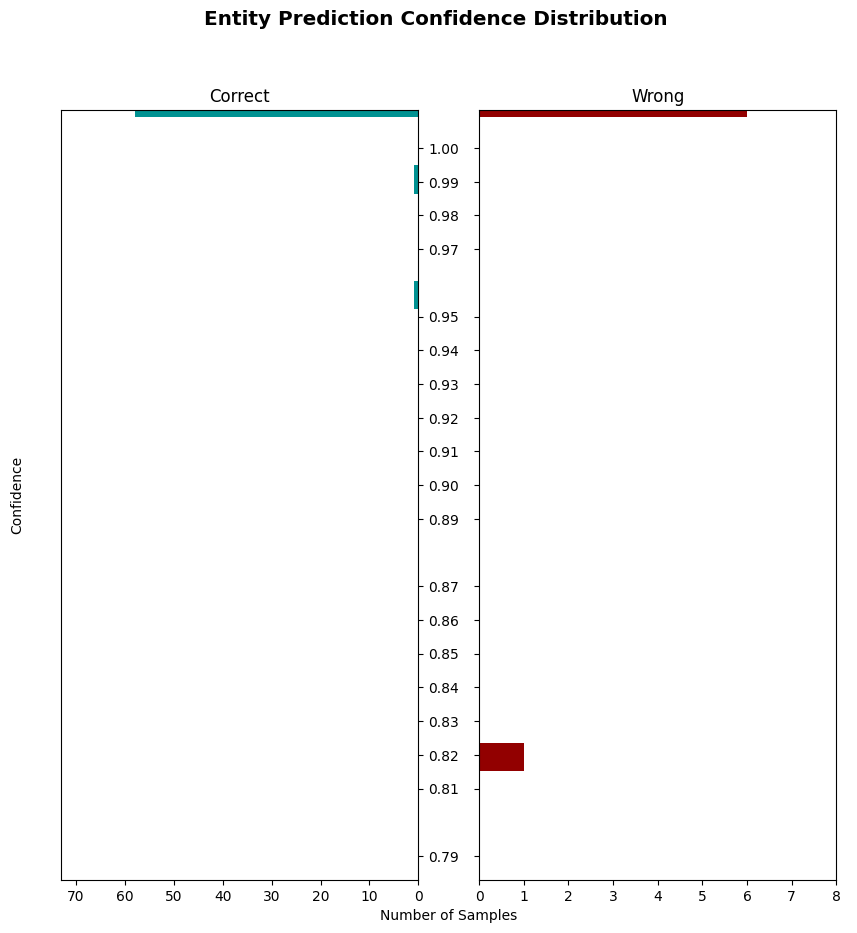 Entity Prediction Confidence Distribution
Correct
Wrong
1.00
0.99
0.98
0.97
0.95
0.94
0.93
0.92
0.91
0.90
0.89
0.87
0.86
0.85
0.84
0.83
0.82
0.81
0.79
Confidence
70 60 50 40 30 20 10 0
0 1 2 3 4 5 6 7 8
Number of Samples